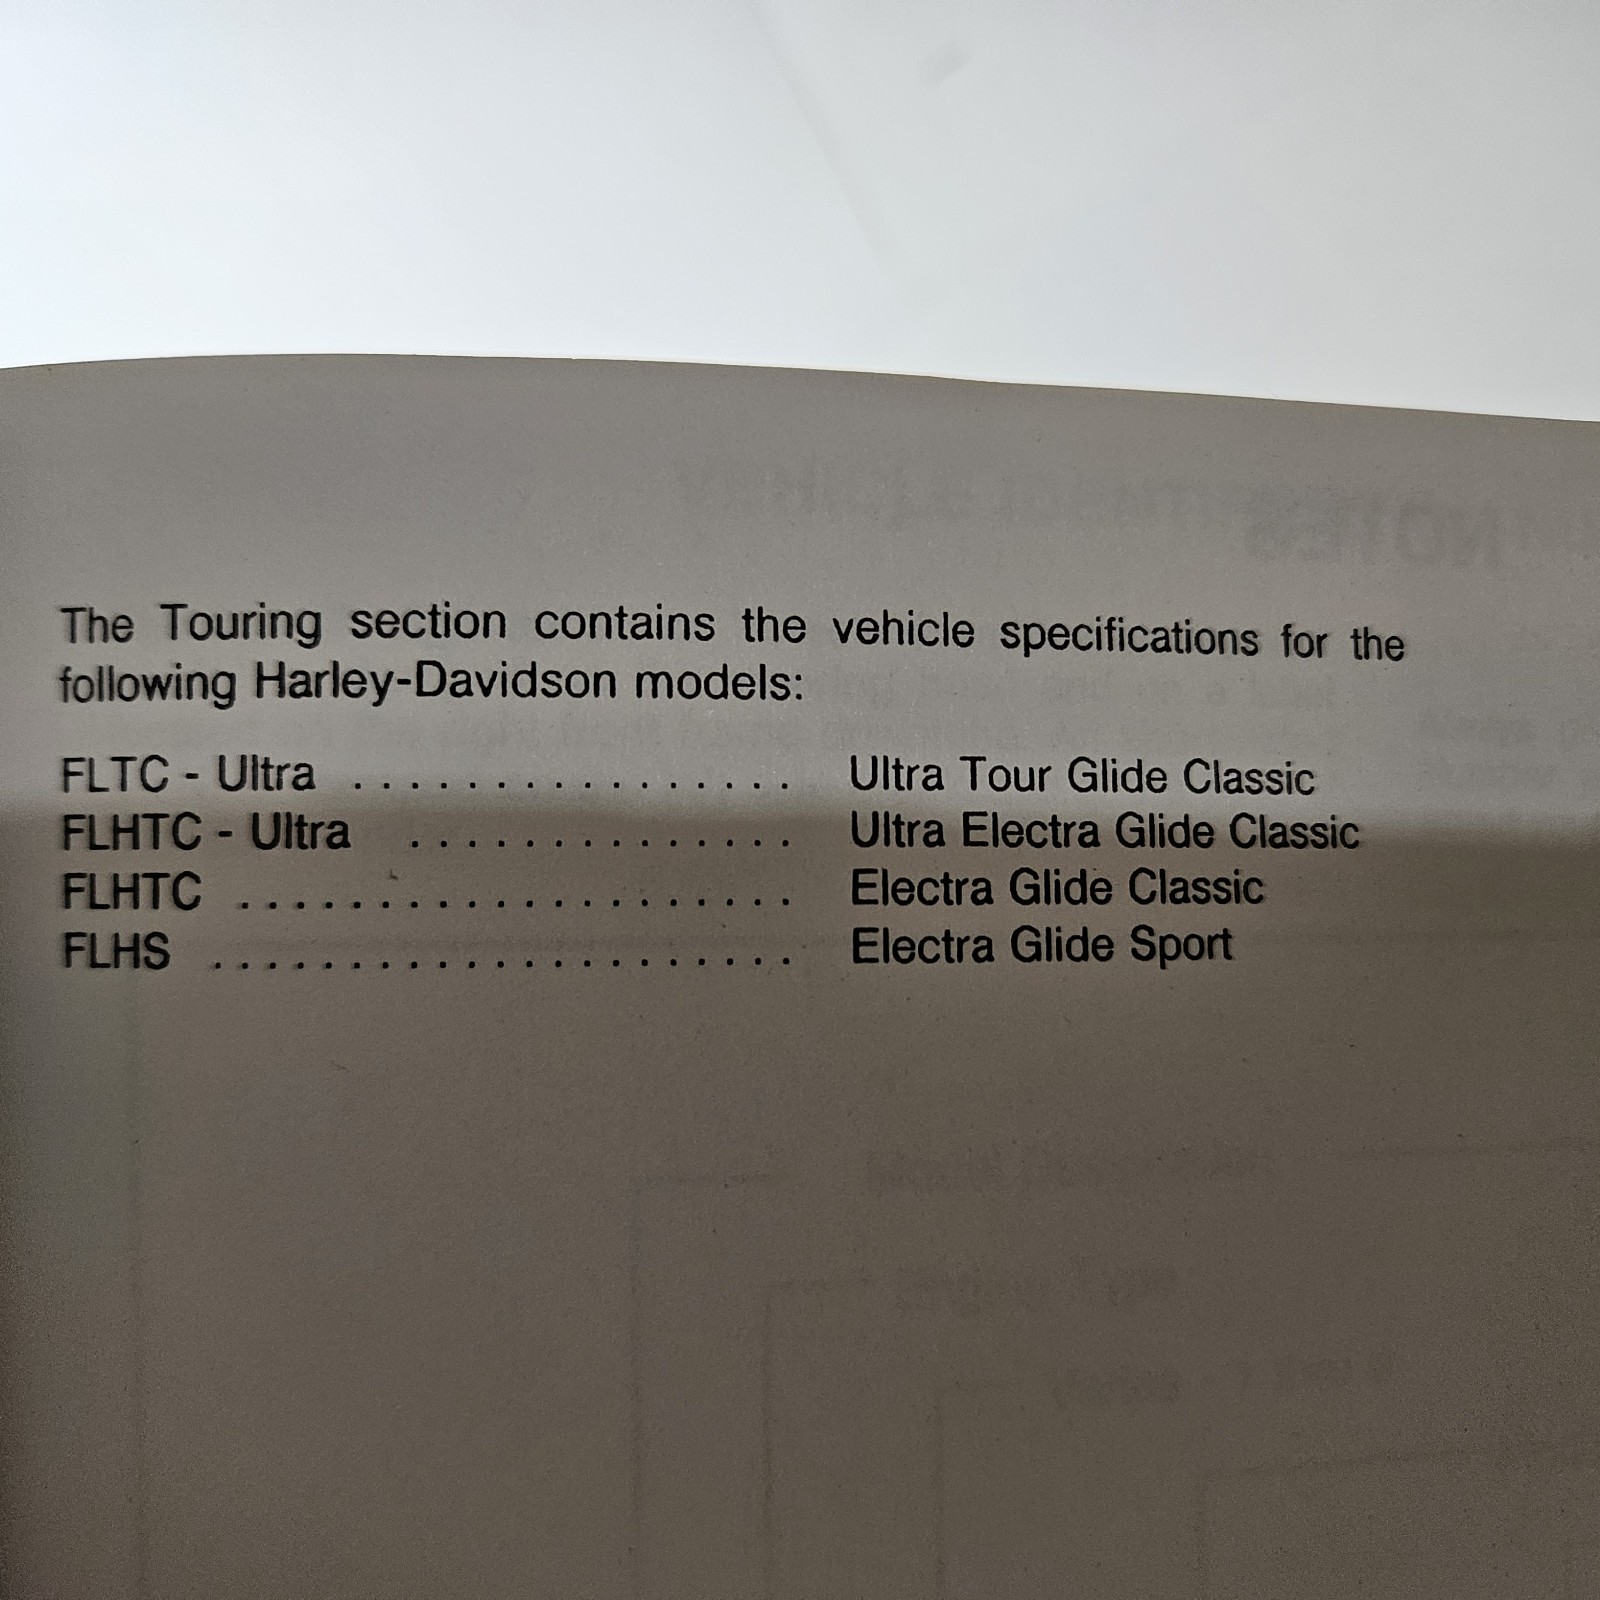 The Touring section contains the vehicle specifications for the
following Harley-Davidson models:
FLTC - Ultra ................ Ultra Tour Glide Classic
FLHTC - Ultra .............. Ultra Electra Glide Classic
FLHTC .................... Electra Glide Classic
FLHS ..................... Electra Glide Sport